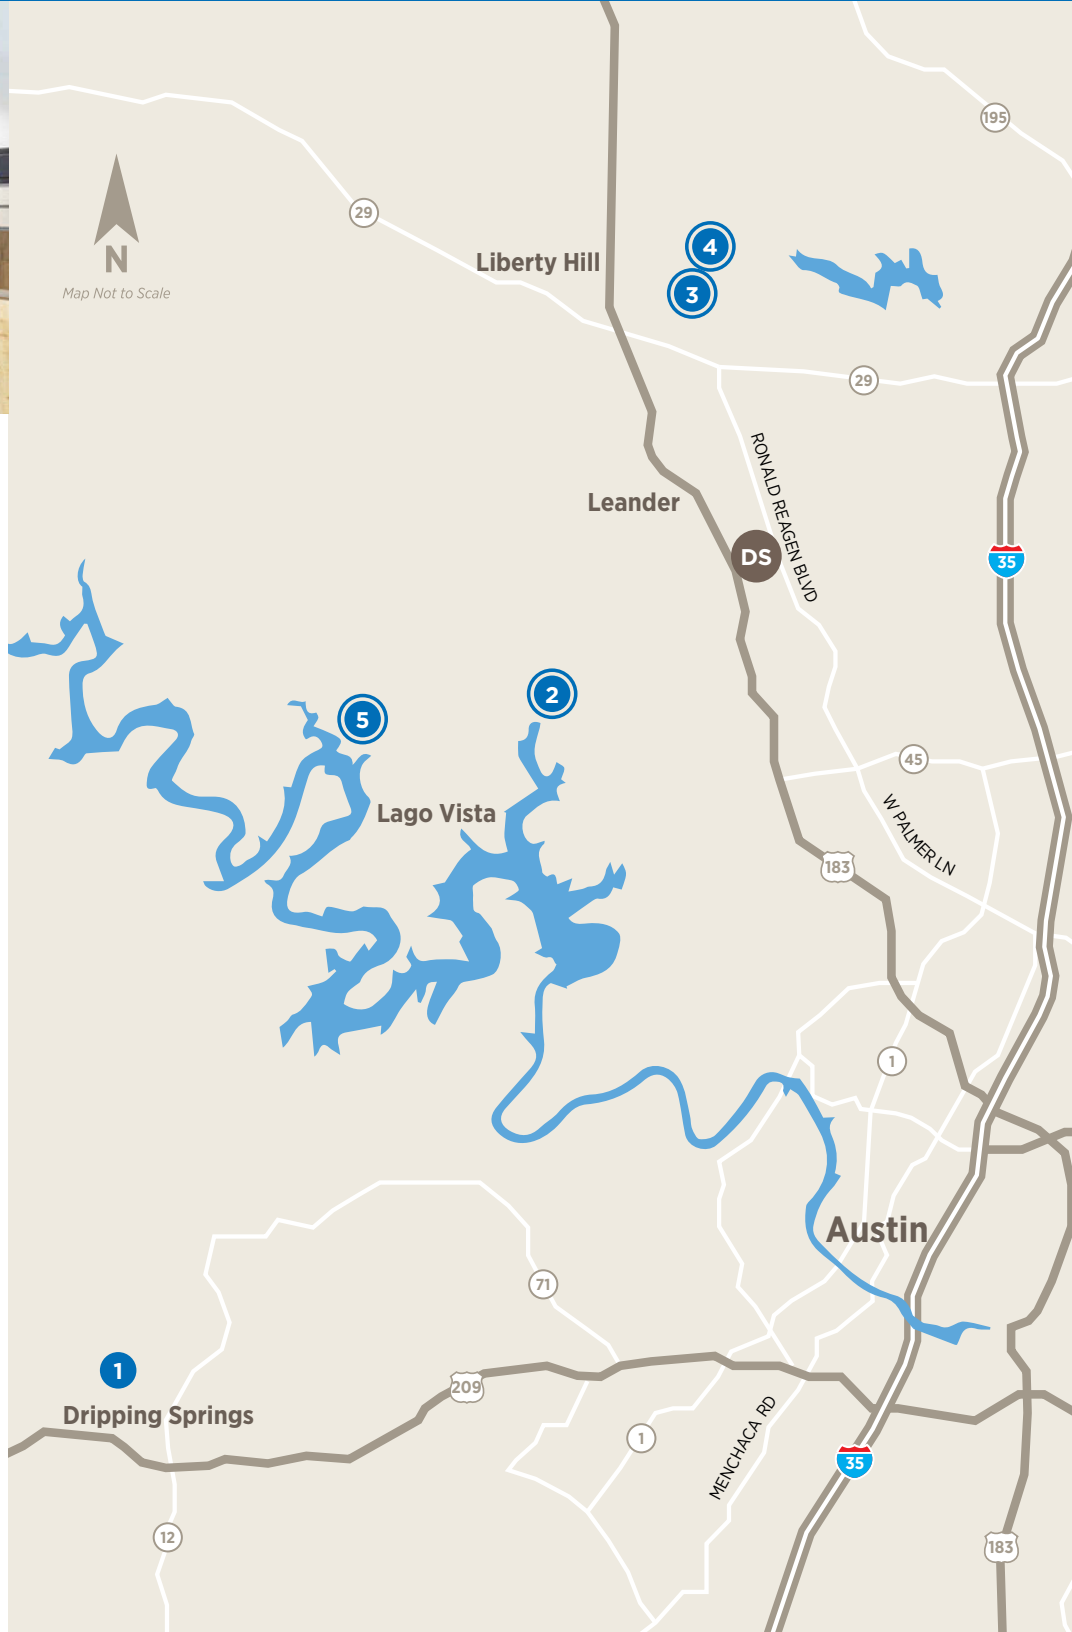 195
29
4
Liberty Hill
3
N
Map Not to Scale
29
RONALD REAGEN BLVD
Leander
DS
35
2
5
45
Lago Vista
W PALMER LN
183
1
Austin
71
1
209
Dripping Springs
MENCHACA RD
1
35
12
183